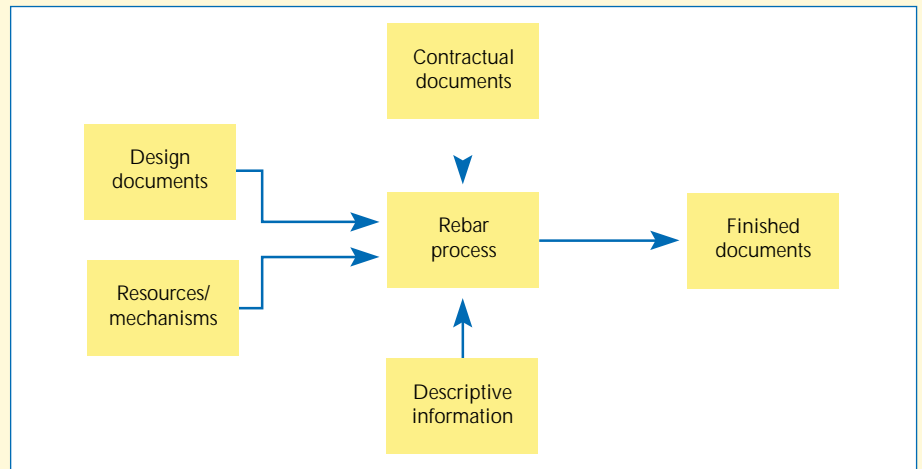 Contractual
documents
Design
documents
Rebar
process
Finished
documents
Resources/
mechanisms
Descriptive
information